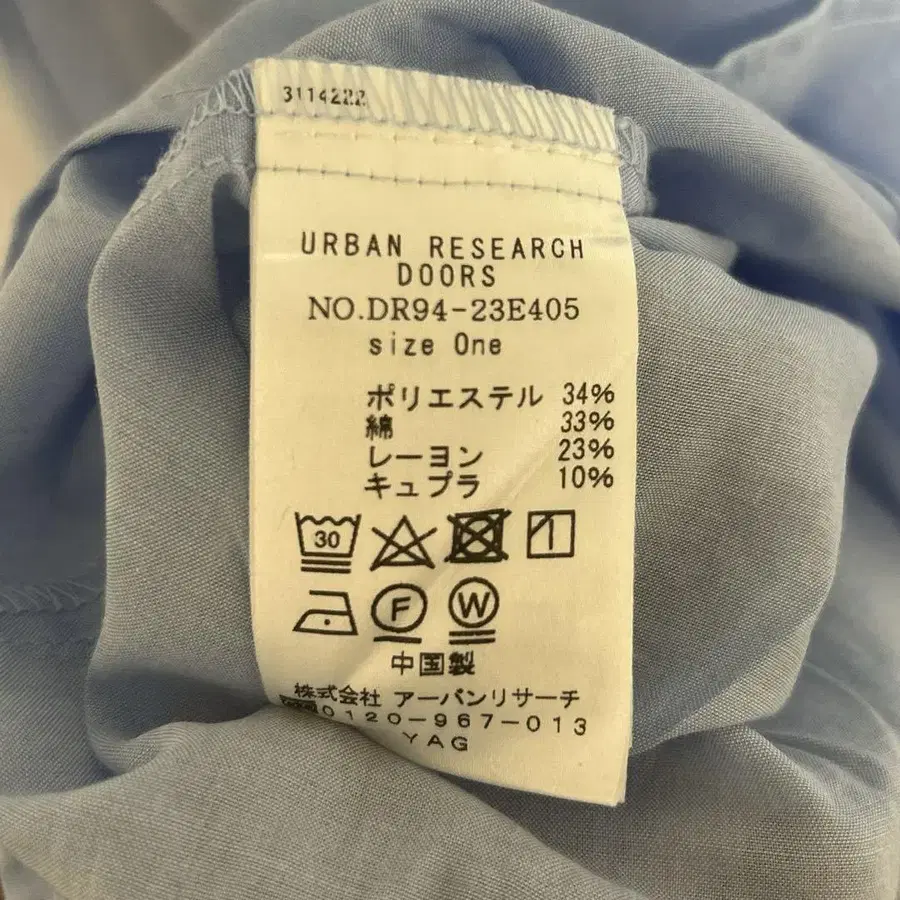 3114222
URBAN RESEARCH
DOORS
NO.DR94-23E405
size One
ポリエステル 34%
綿 33%
レーヨン 23%
キュプラ 10%
30
F W
中国製
株式会社 アーバンリサーチ
0120-967-013
YAG